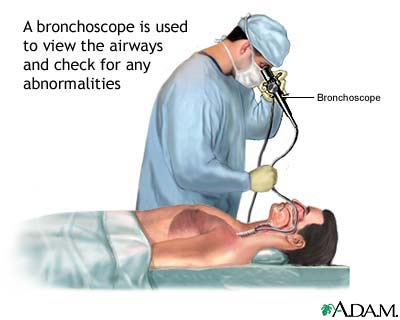 A bronchoscope is used
to view the airways
and check for any
abnormalities
Bronchoscope
A.D.A.M.